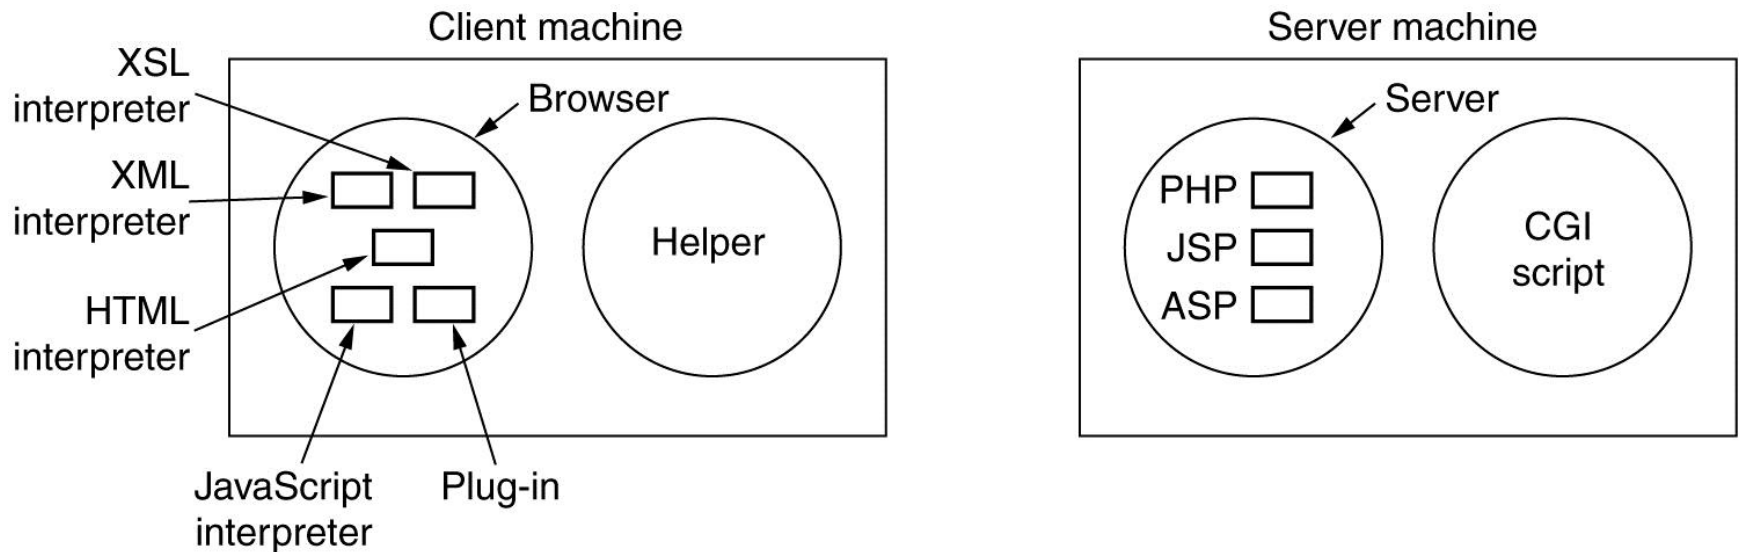 Client machine
Server machine
XSL
interpreter
Browser
Server
XML
interpreter
PHP
Helper
JSP
CGI
script
HTML
interpreter
ASP
JavaScript
interpreter
Plug-in